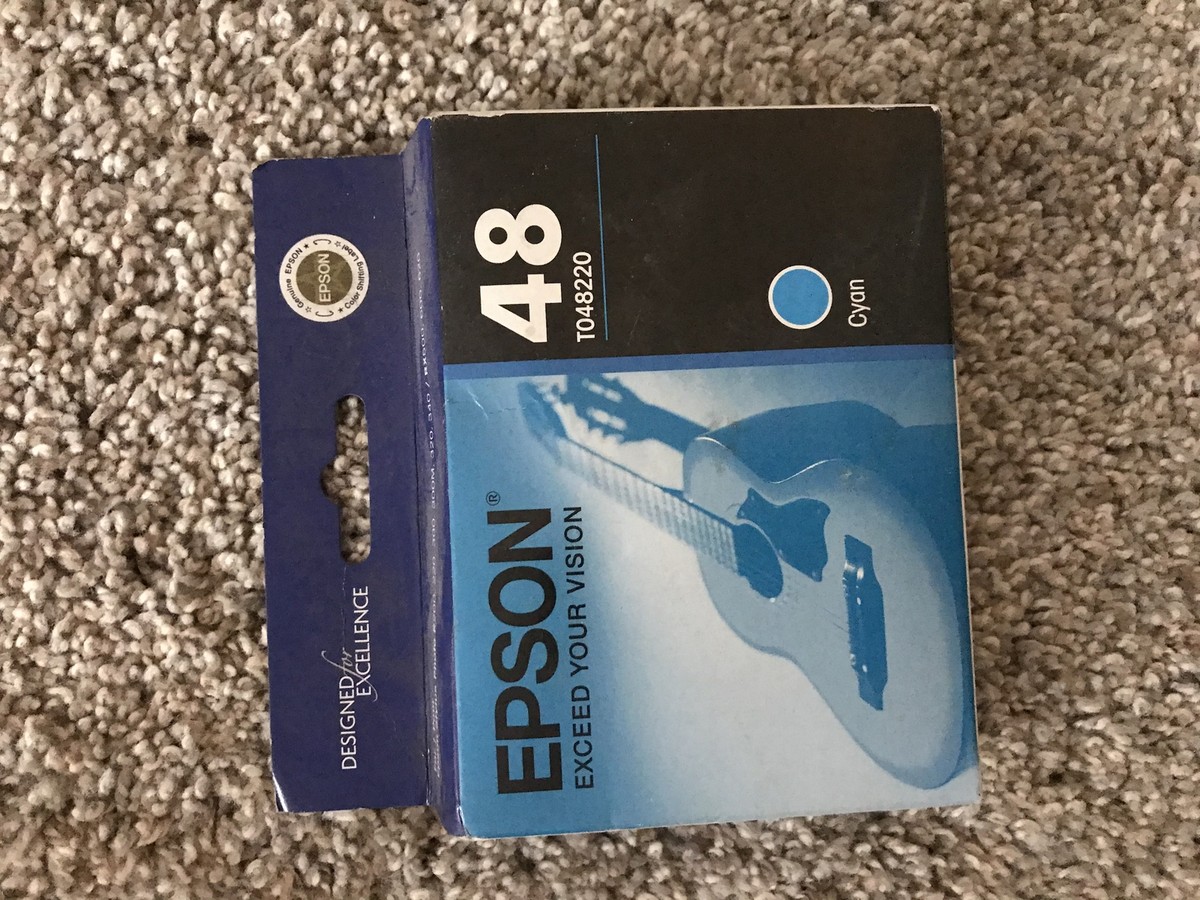 DESIGNED for
EXCELLENCE
★ Genuine EPSON ★
EPSON
★ Color Shifting Label ☆
EPSON®
EXCEED YOUR VISION
48
T048220
Cyan